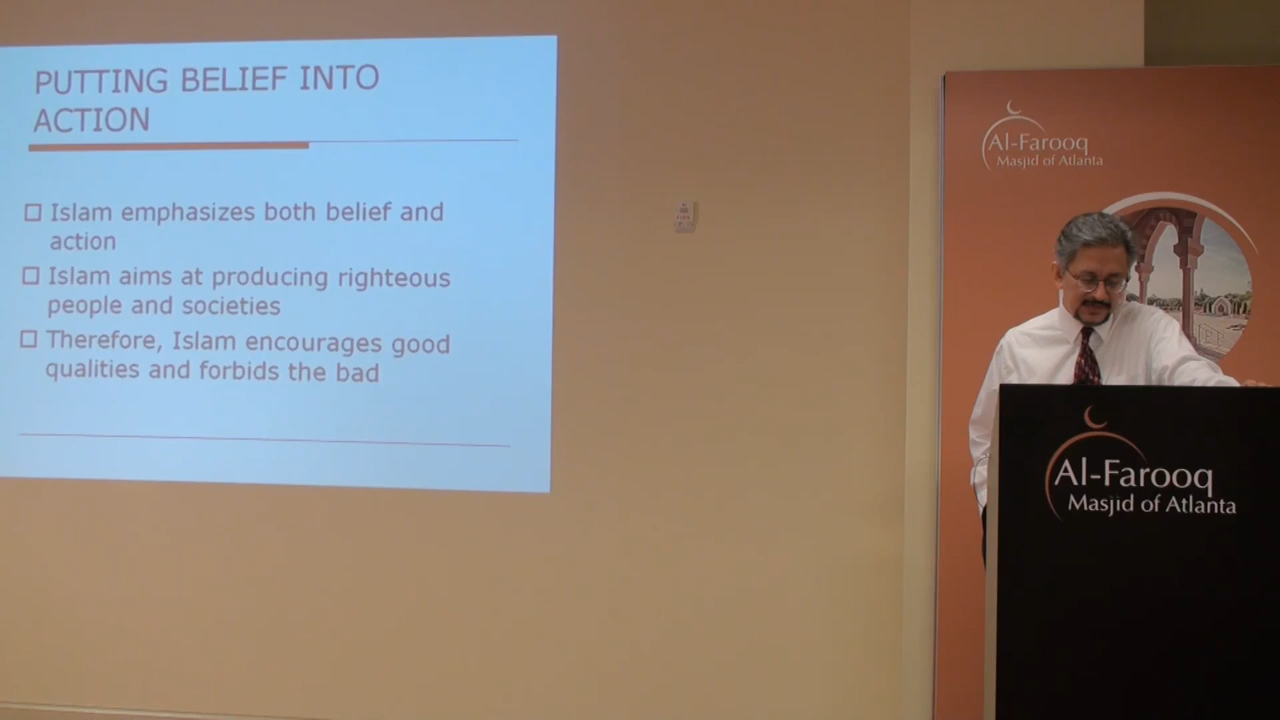 PUTTING BELIEF INTO
ACTION
Islam emphasizes both belief and
action
Islam aims at producing righteous
people and societies
Therefore, Islam encourages good
qualities and forbids the bad
Al-Farooq
Masjid of Atlanta
Al-Farooq
Masjid of Atlanta